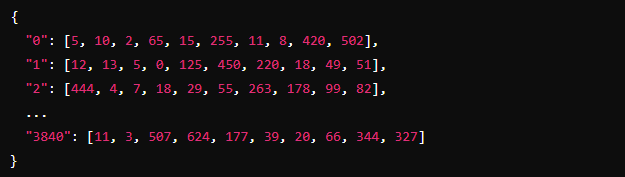 {
"0": [5, 10, 2, 65, 15, 255, 11, 8, 420, 502],
"1": [12, 13, 5, 0, 125, 450, 220, 18, 49, 51],
"2": [444, 4, 7, 18, 29, 55, 263, 178, 99, 82],
...
"3840": [11, 3, 507, 624, 177, 39, 20, 66, 344, 327]
}